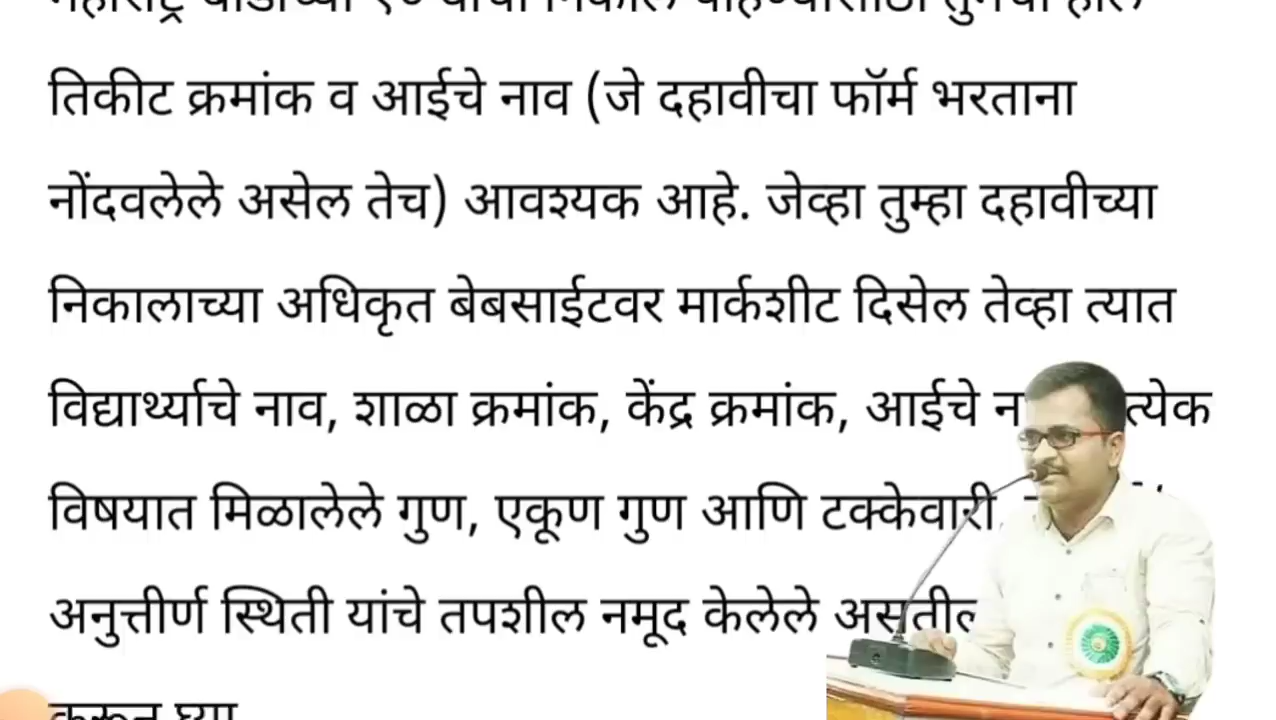 तिकीट क्रमांक व आईचे नाव (जे दहावीचा फॉर्म भरताना
नोंदवलेले असेल तेच) आवश्यक आहे. जेव्हा तुम्हा दहावीच्या
निकालाच्या अधिकृत बेबसाईटवर मार्कशीट दिसेल तेव्हा त्यात
विद्यार्थ्याचे नाव, शाळा क्रमांक, केंद्र क्रमांक, आईचे
विषयात मिळालेले गुण, एकूण गुण आणि टक्केवारी,
अनुत्तीर्ण स्थिती यांचे तपशील नमूद केलेले असतील